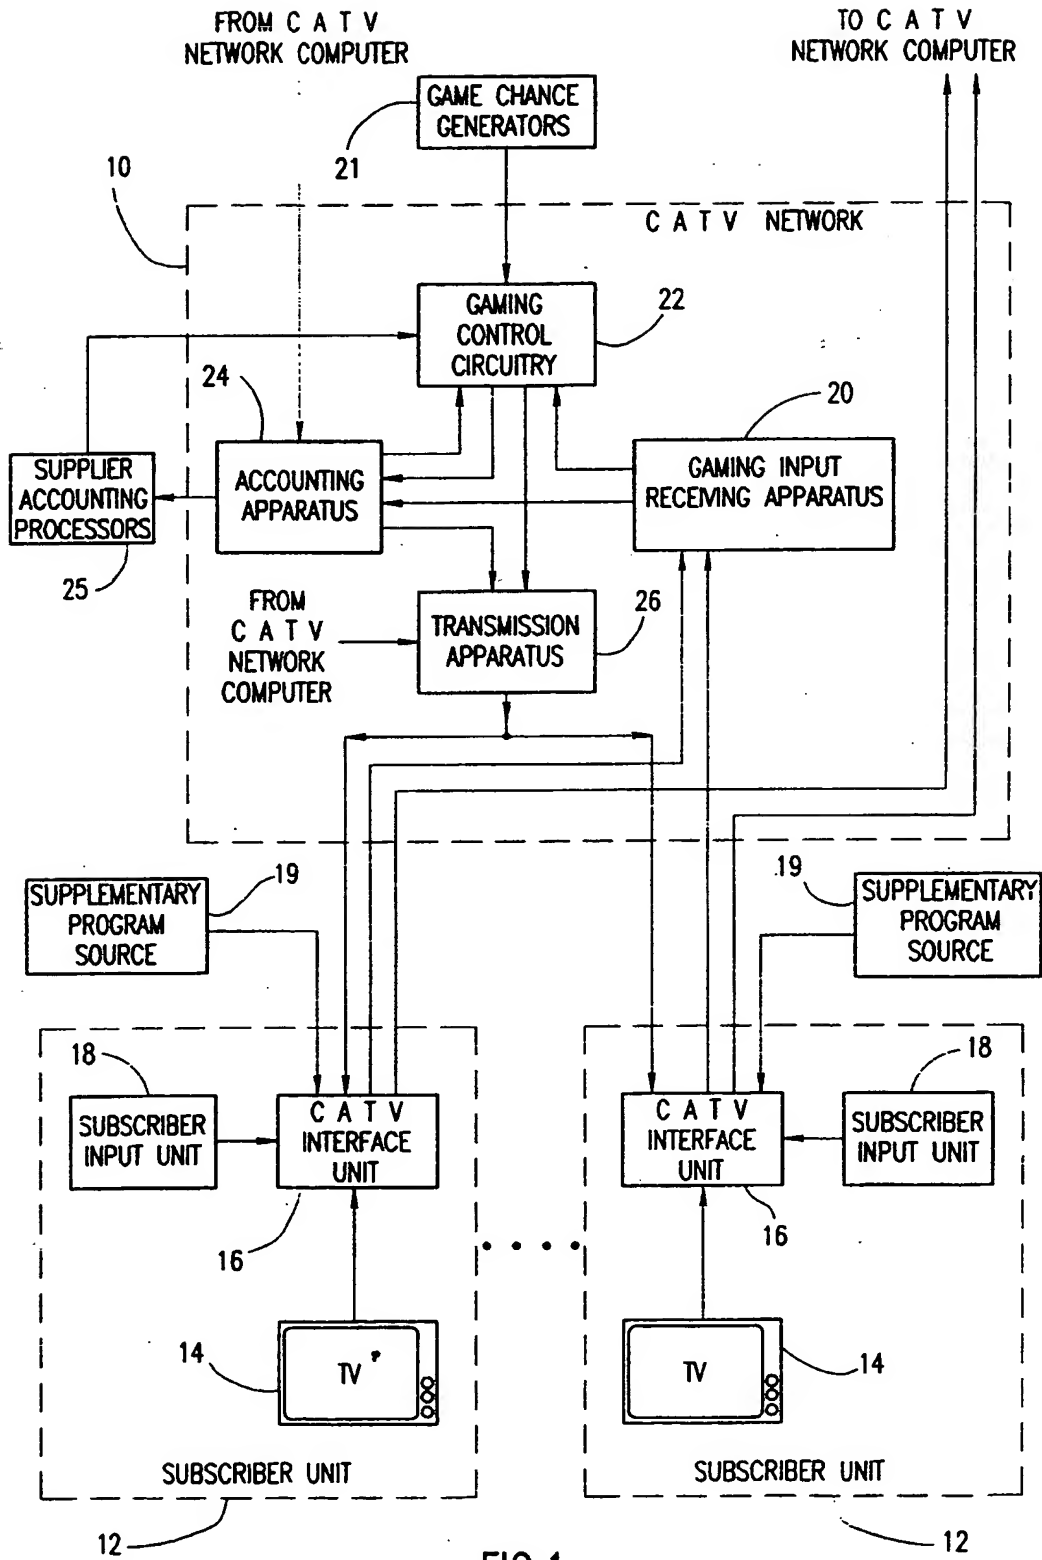 FROM C A T V
NETWORK COMPUTER
TO C A T V
NETWORK COMPUTER
GAME CHANCE
GENERATORS
21
10
C A T V NETWORK
GAMING
CONTROL
CIRCUITRY
22
24
20
SUPPLIER
ACCOUNTING
PROCESSORS
25
ACCOUNTING
APPARATUS
GAMING INPUT
RECEIVING APPARATUS
FROM
C A T V
NETWORK
COMPUTER
TRANSMISSION
APPARATUS
26
SUPPLEMENTARY
PROGRAM
SOURCE
19
19
SUPPLEMENTARY
PROGRAM
SOURCE
18
SUBSCRIBER
INPUT UNIT
C A T V
INTERFACE
UNIT
16
C A T V
INTERFACE
UNIT
16
18
SUBSCRIBER
INPUT UNIT
14
TV
TV
14
SUBSCRIBER UNIT
SUBSCRIBER UNIT
12
12
FIG.1